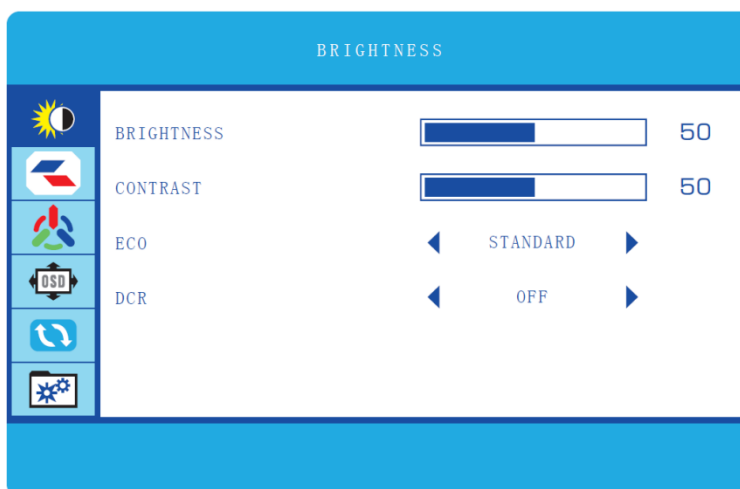 BRIGHTNESS
BRIGHTNESS 50
CONTRAST 50
ECO STANDARD
OSD
DCR OFF